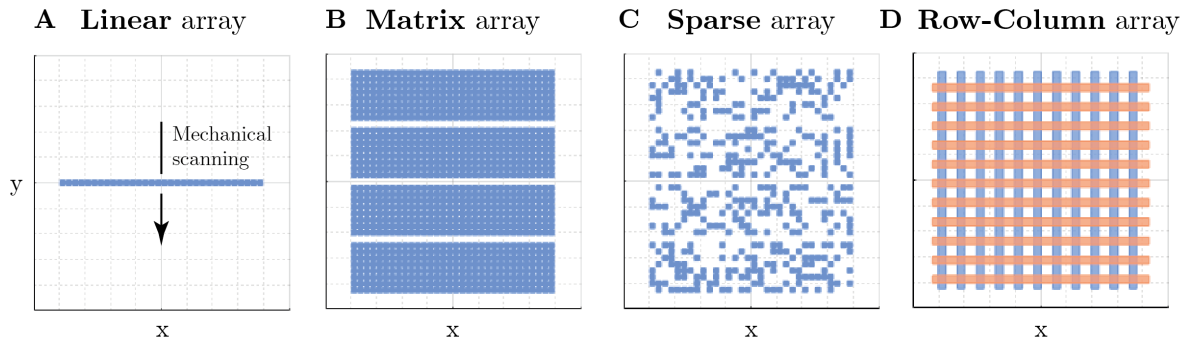 A Linear array
B Matrix array
C Sparse array
D Row-Column array
Mechanical
scanning
y
x
x
x
x